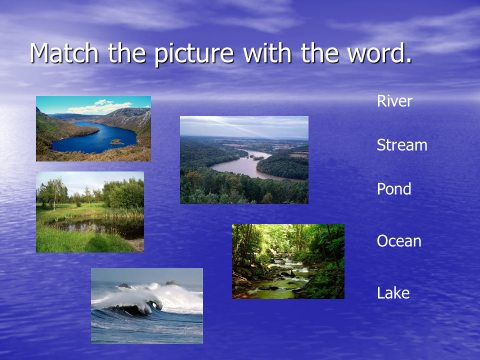 Match the picture with the word.
River
Stream
Pond
Ocean
Lake